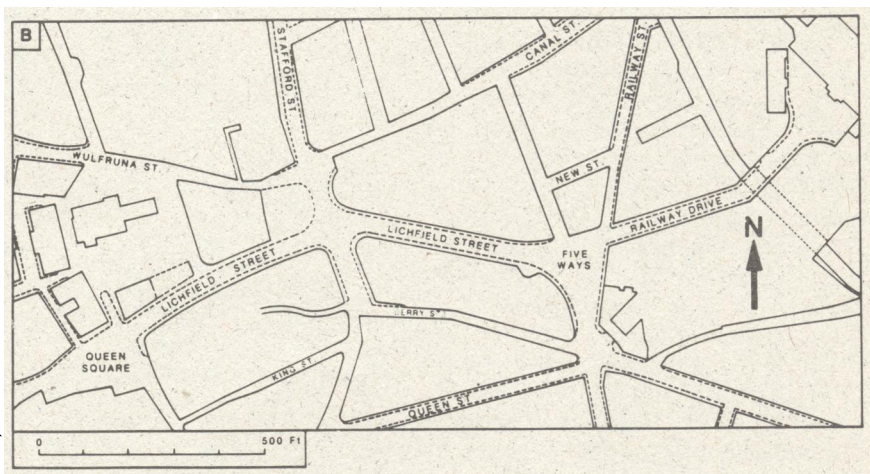 B
STAFFORD ST.
CANAL ST.
RAILWAY ST.
WULFRUNA ST.
NEW ST.
RAILWAY DRIVE
LICHFIELD STREET
N
FIVE
WAYS
LICHFIELD STREET
QUEEN
SQUARE
KING ST.
QUEEN ST.
0
500 Ft